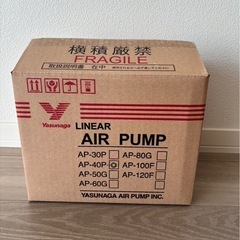 横積厳禁
FRAGILE
取扱説明書 在中
Yasunaga
LINEAR
AIR PUMP
AP-30P AP-80G
AP-40P AP-100F
AP-50G AP-120F
AP-60G
YASUNAGA AIR PUMP INC.